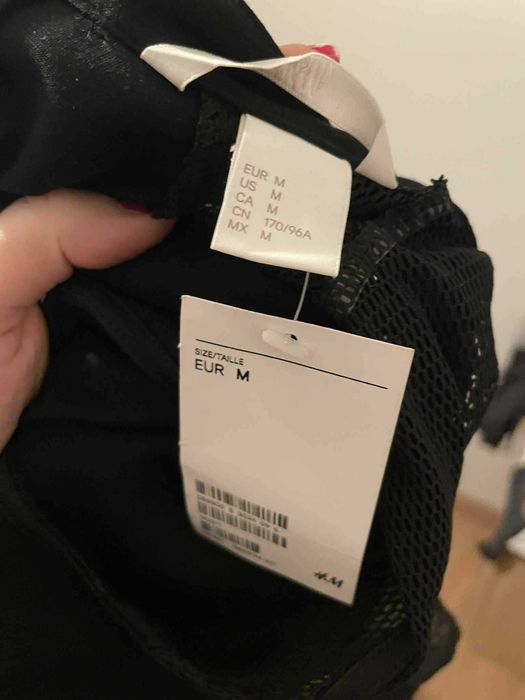 EUR M
US M
CA M
CN 170/96A
MX M
SIZE/TAILLE
EUR M
H&M